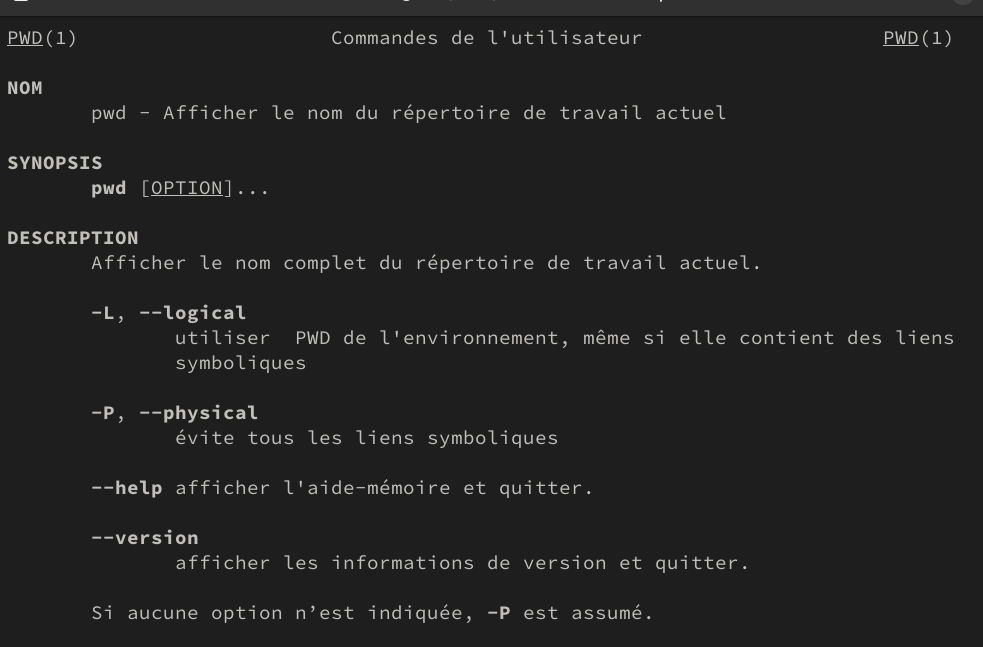 PWD(1) Commandes de l'utilisateur PWD(1)
NOM
pwd - Afficher le nom du répertoire de travail actuel
SYNOPSIS
pwd [OPTION]...
DESCRIPTION
Afficher le nom complet du répertoire de travail actuel.
-L, --logical
utiliser  PWD de l'environnement, même si elle contient des liens
symboliques
-P, --physical
évite tous les liens symboliques
--help afficher l'aide-mémoire et quitter.
--version
afficher les informations de version et quitter.
Si aucune option n’est indiquée, -P est assumé.